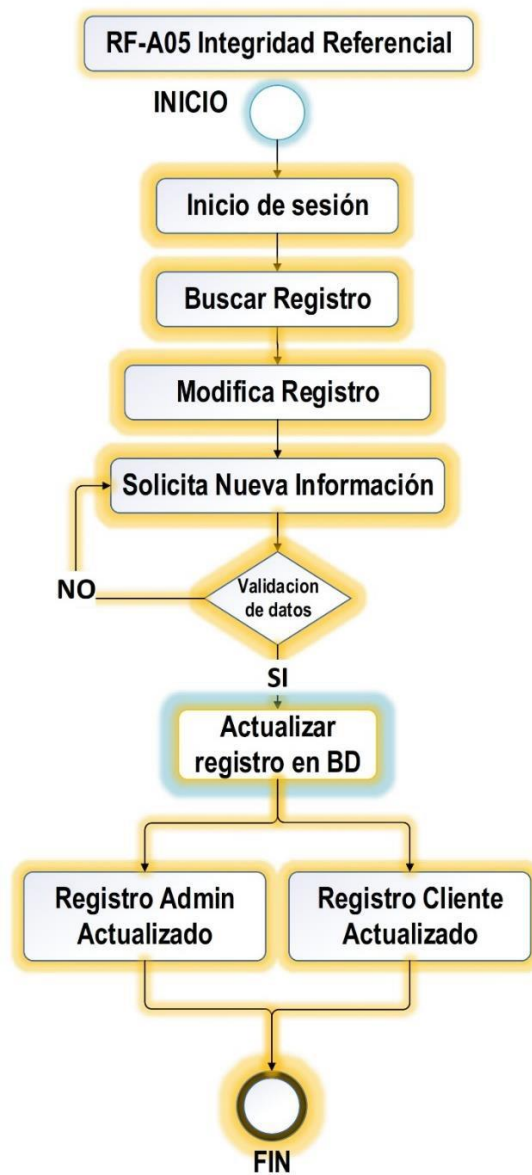 RF-A05 Integridad Referencial
INICIO
Inicio de sesión
Buscar Registro
Modifica Registro
Solicita Nueva Información
Validacion
de datos
NO
SI
Actualizar
registro en BD
Registro Admin
Actualizado
Registro Cliente
Actualizado
FIN